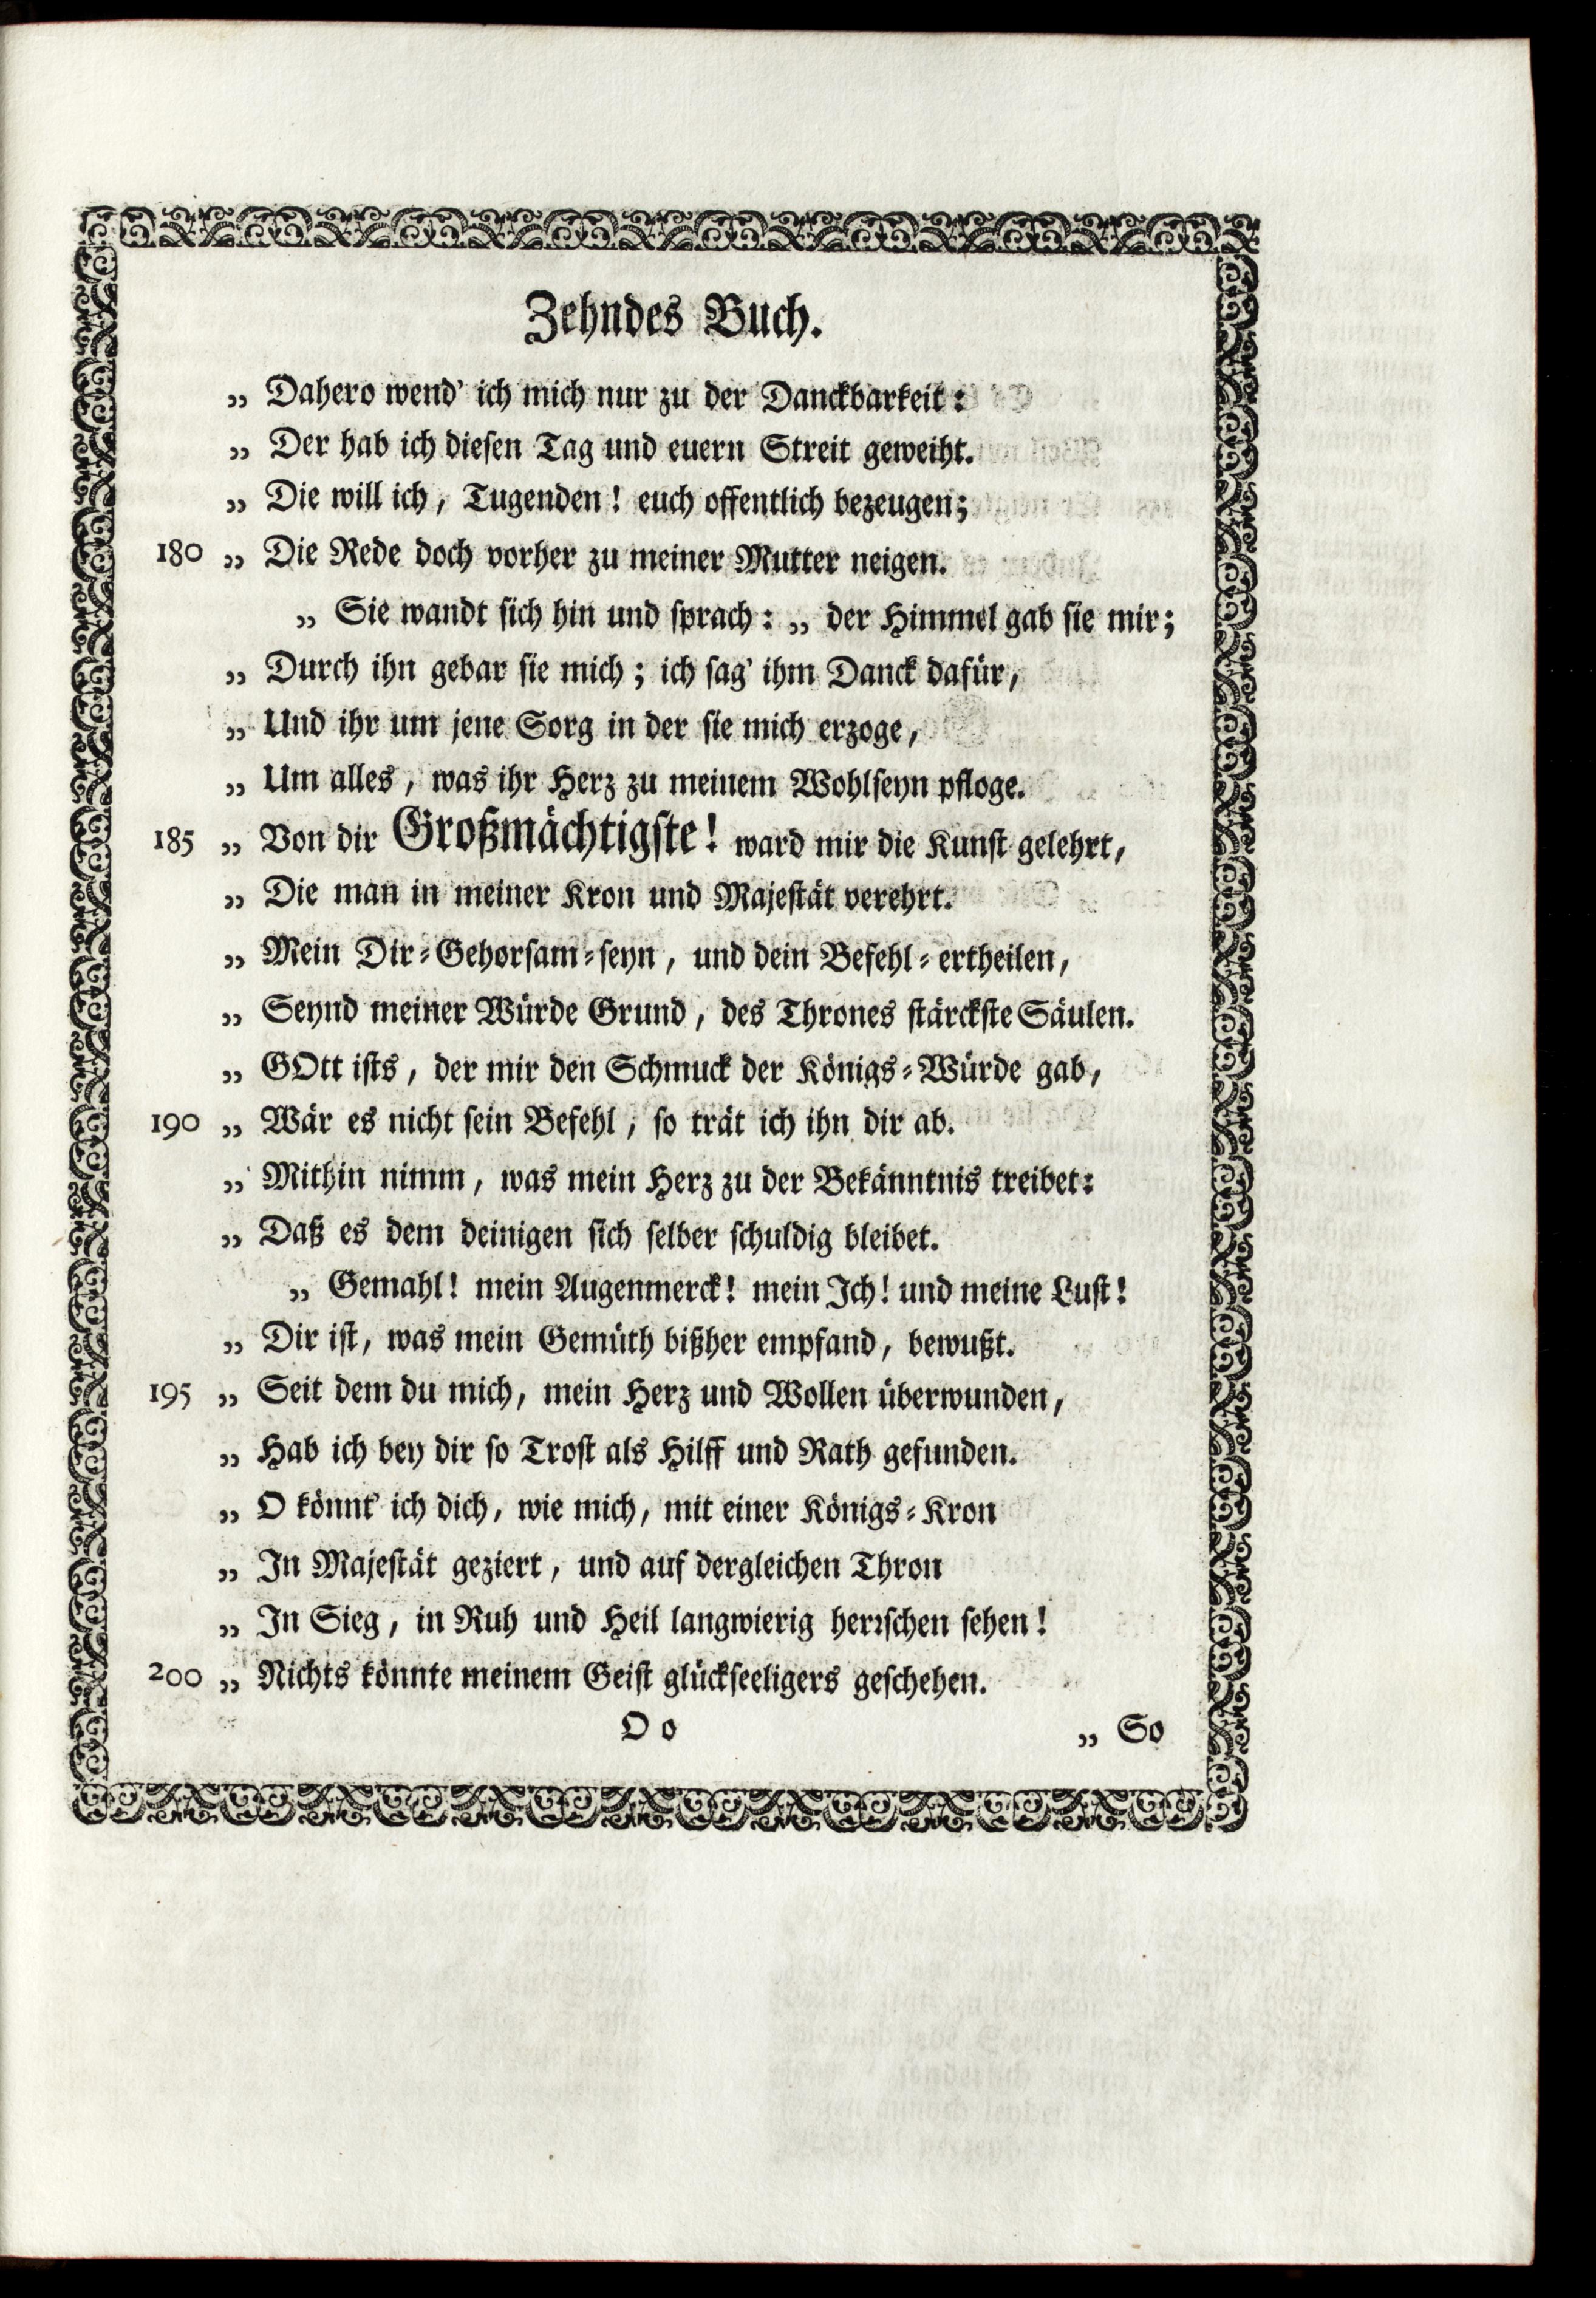 Zehndes Buch.
„ Dahero wend' ich mich nur zu der Danckbarkeit:
„ Der hab ich diesen Tag und euern Streit geweiht.
„ Die will ich, Tugenden! euch offentlich bezeugen;
180 „ Die Rede doch vorher zu meiner Mutter neigen.
„ Sie wandt sich hin und sprach: „ der Himmel gab sie mir;
„ Durch ihn gebar sie mich; ich sag' ihm Danck dafür,
„ Und ihr um jene Sorg in der sie mich erzoge,
„ Um alles, was ihr Herz zu meinem Wohlseyn pfloge.
185 „ Von dir Großmächtigste! ward mir die Kunst gelehrt,
„ Die man in meiner Kron und Majestät verehrt.
„ Mein Dir-Gehorsam-seyn, und dein Befehl-ertheilen,
„ Seynd meiner Würde Grund, des Thrones stärckste Säulen.
„ GOtt ists, der mir den Schmuck der Königs-Würde gab,
190 „ Wär es nicht sein Befehl, so trät ich ihn dir ab.
„ Mithin nimm, was mein Herz zu der Bekänntnis treibet:
„ Daß es dem deinigen sich selber schuldig bleibet.
„ Gemahl! mein Augenmerck! mein Ich! und meine Lust!
„ Dir ist, was mein Gemüth bißher empfand, bewußt.
195 „ Seit dem du mich, mein Herz und Wollen überwunden,
„ Hab ich bey dir so Trost als Hilff und Rath gefunden.
„ O könnt' ich dich, wie mich, mit einer Königs-Kron
„ In Majestät geziert, und auf dergleichen Thron
„ In Sieg, in Ruh und Heil langwierig herrschen sehen!
200 „ Nichts könnte meinem Geist glückseeligers geschehen.
O o „ So